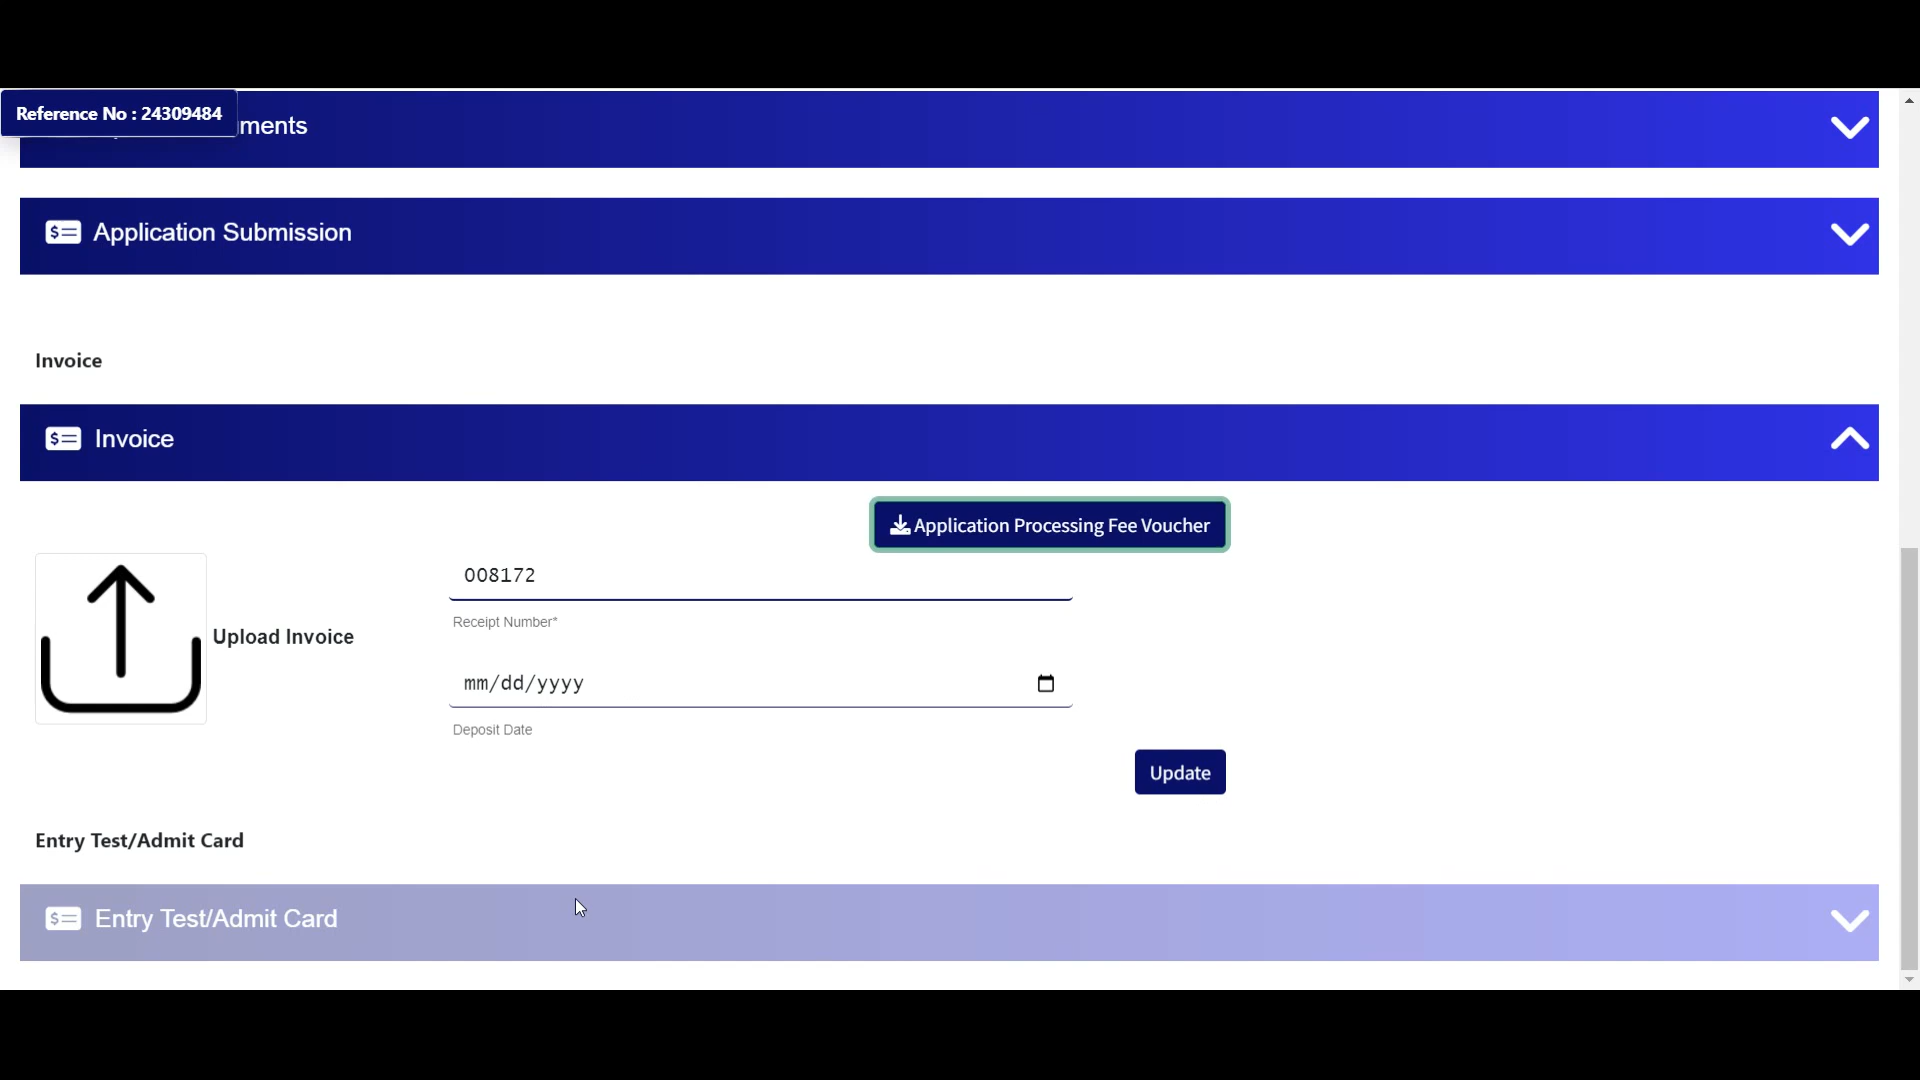 Reference No : 24309484
ments
Application Submission
Invoice
Invoice
Application Processing Fee Voucher
008172
Receipt Number*
Upload Invoice
mm/dd/yyyy
Deposit Date
Update
Entry Test/Admit Card
Entry Test/Admit Card